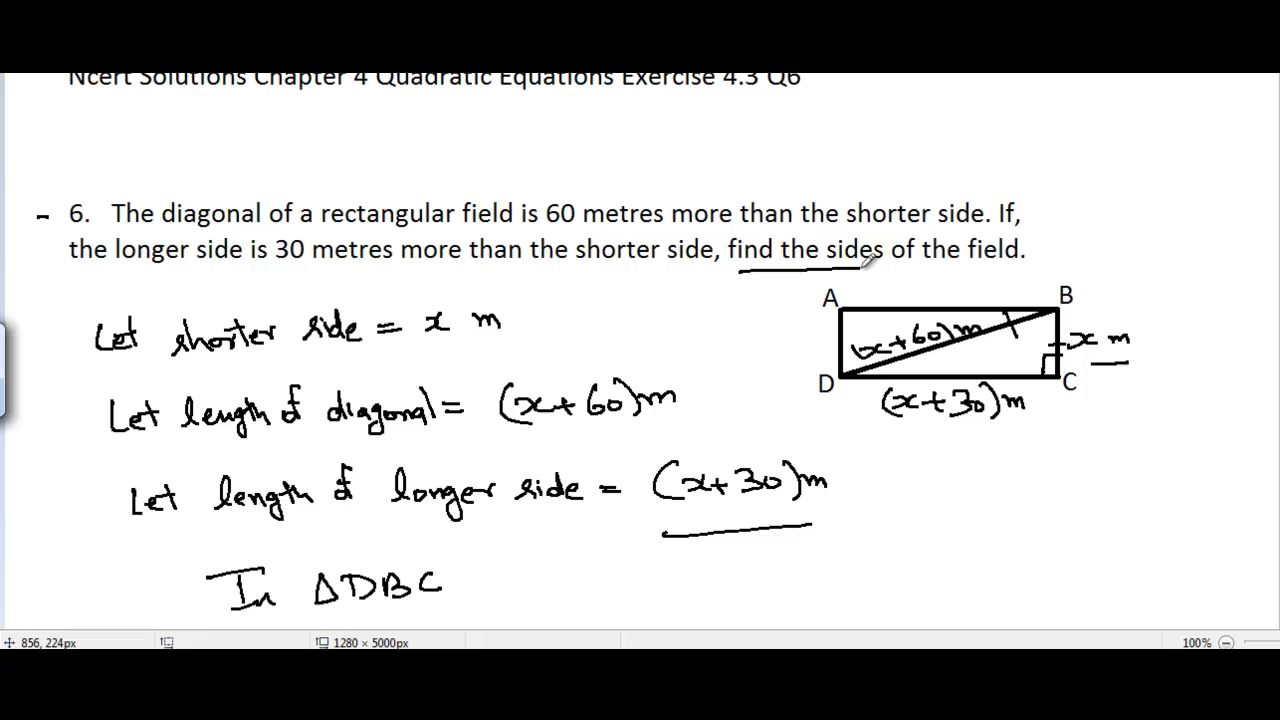 Ncert Solutions Chapter 4 Quadratic Equations Exercise 4.3 Q6
- 6. The diagonal of a rectangular field is 60 metres more than the shorter side. If,
the longer side is 30 metres more than the shorter side, find the sides of the field.
A B
Let shorter side = x m
(x+60)m x m
D C
(x+30)m
Let length of diagonal = (x+60)m
Let length of longer side = (x+30)m
In ΔDBC
856, 224px 1280 × 5000px 100%